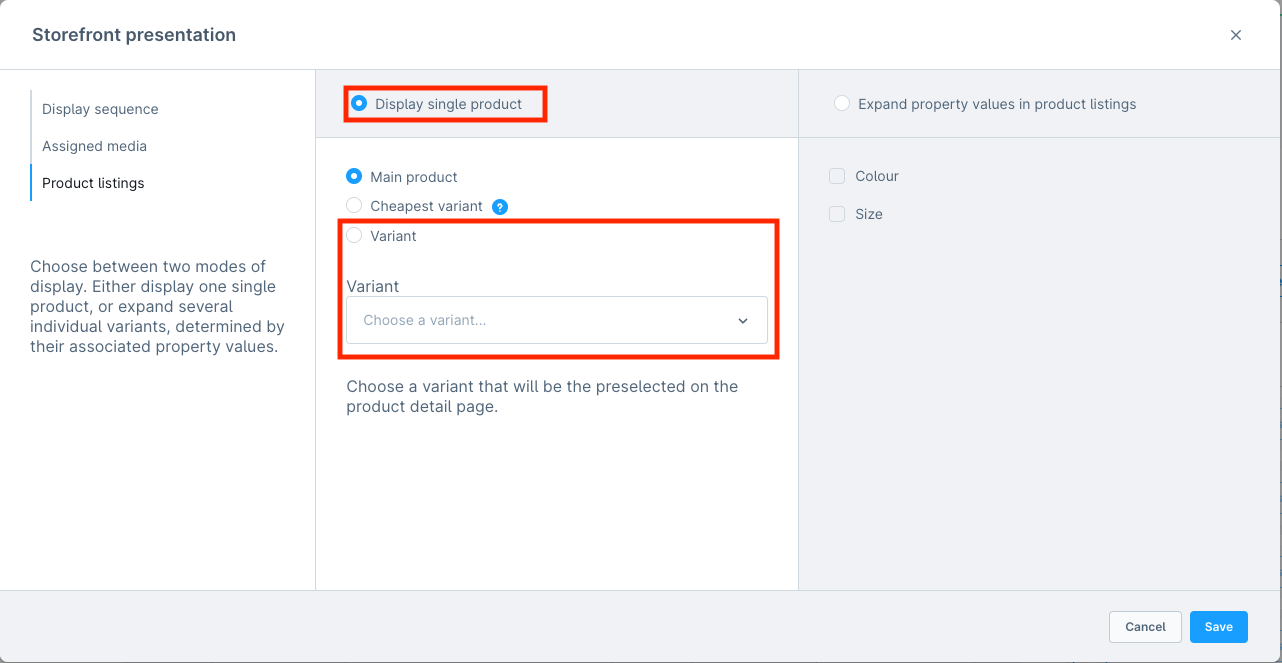 Storefront presentation
Display sequence
Assigned media
Product listings
Choose between two modes of
display. Either display one single
product, or expand several
individual variants, determined by
their associated property values.
Display single product
Main product
Cheapest variant ?
Variant
Variant
Choose a variant...
Choose a variant that will be the preselected on the
product detail page.
Expand property values in product listings
Colour
Size
Cancel
Save